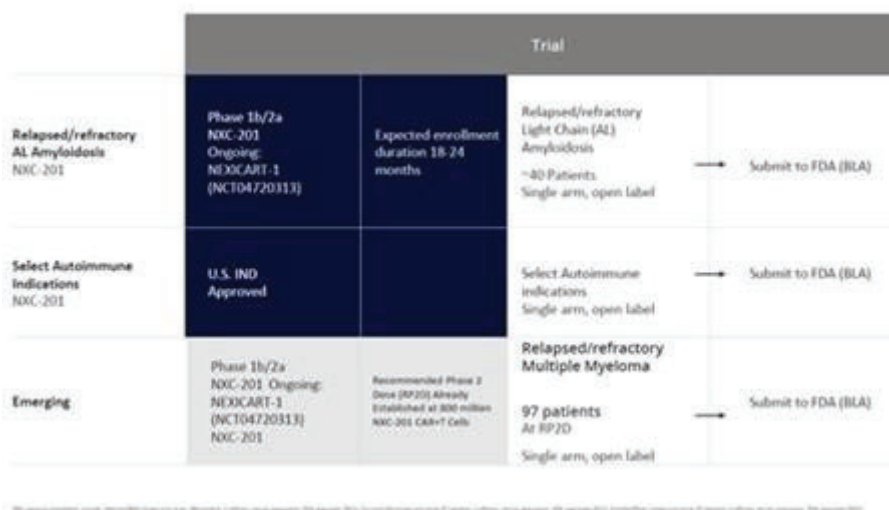 Trial
Relapsed/refractory
AL Amyloidosis
NXC-201
Phase 1b/2a
NXC-201
Ongoing:
NEXICART-1
(NCT04720313)
Expected enrollment
duration 18-24
months
Relapsed/refractory
Light Chain (AL)
Amyloidosis
~40 Patients
Single arm, open label
Submit to FDA (BLA)
Select Autoimmune
Indications
NXC-201
U.S. IND
Approved
Select Autoimmune
indications
Single arm, open label
Submit to FDA (BLA)
Emerging
Phase 1b/2a
NXC-201 Ongoing:
NEXICART-1
(NCT04720313)
NXC-201
Recommended Phase 2
Dose (RP2D) Already
Established at 800 million
NXC-201 CAR+T Cells
Relapsed/refractory
Multiple Myeloma
97 patients
At RP2D
Single arm, open label
Submit to FDA (BLA)